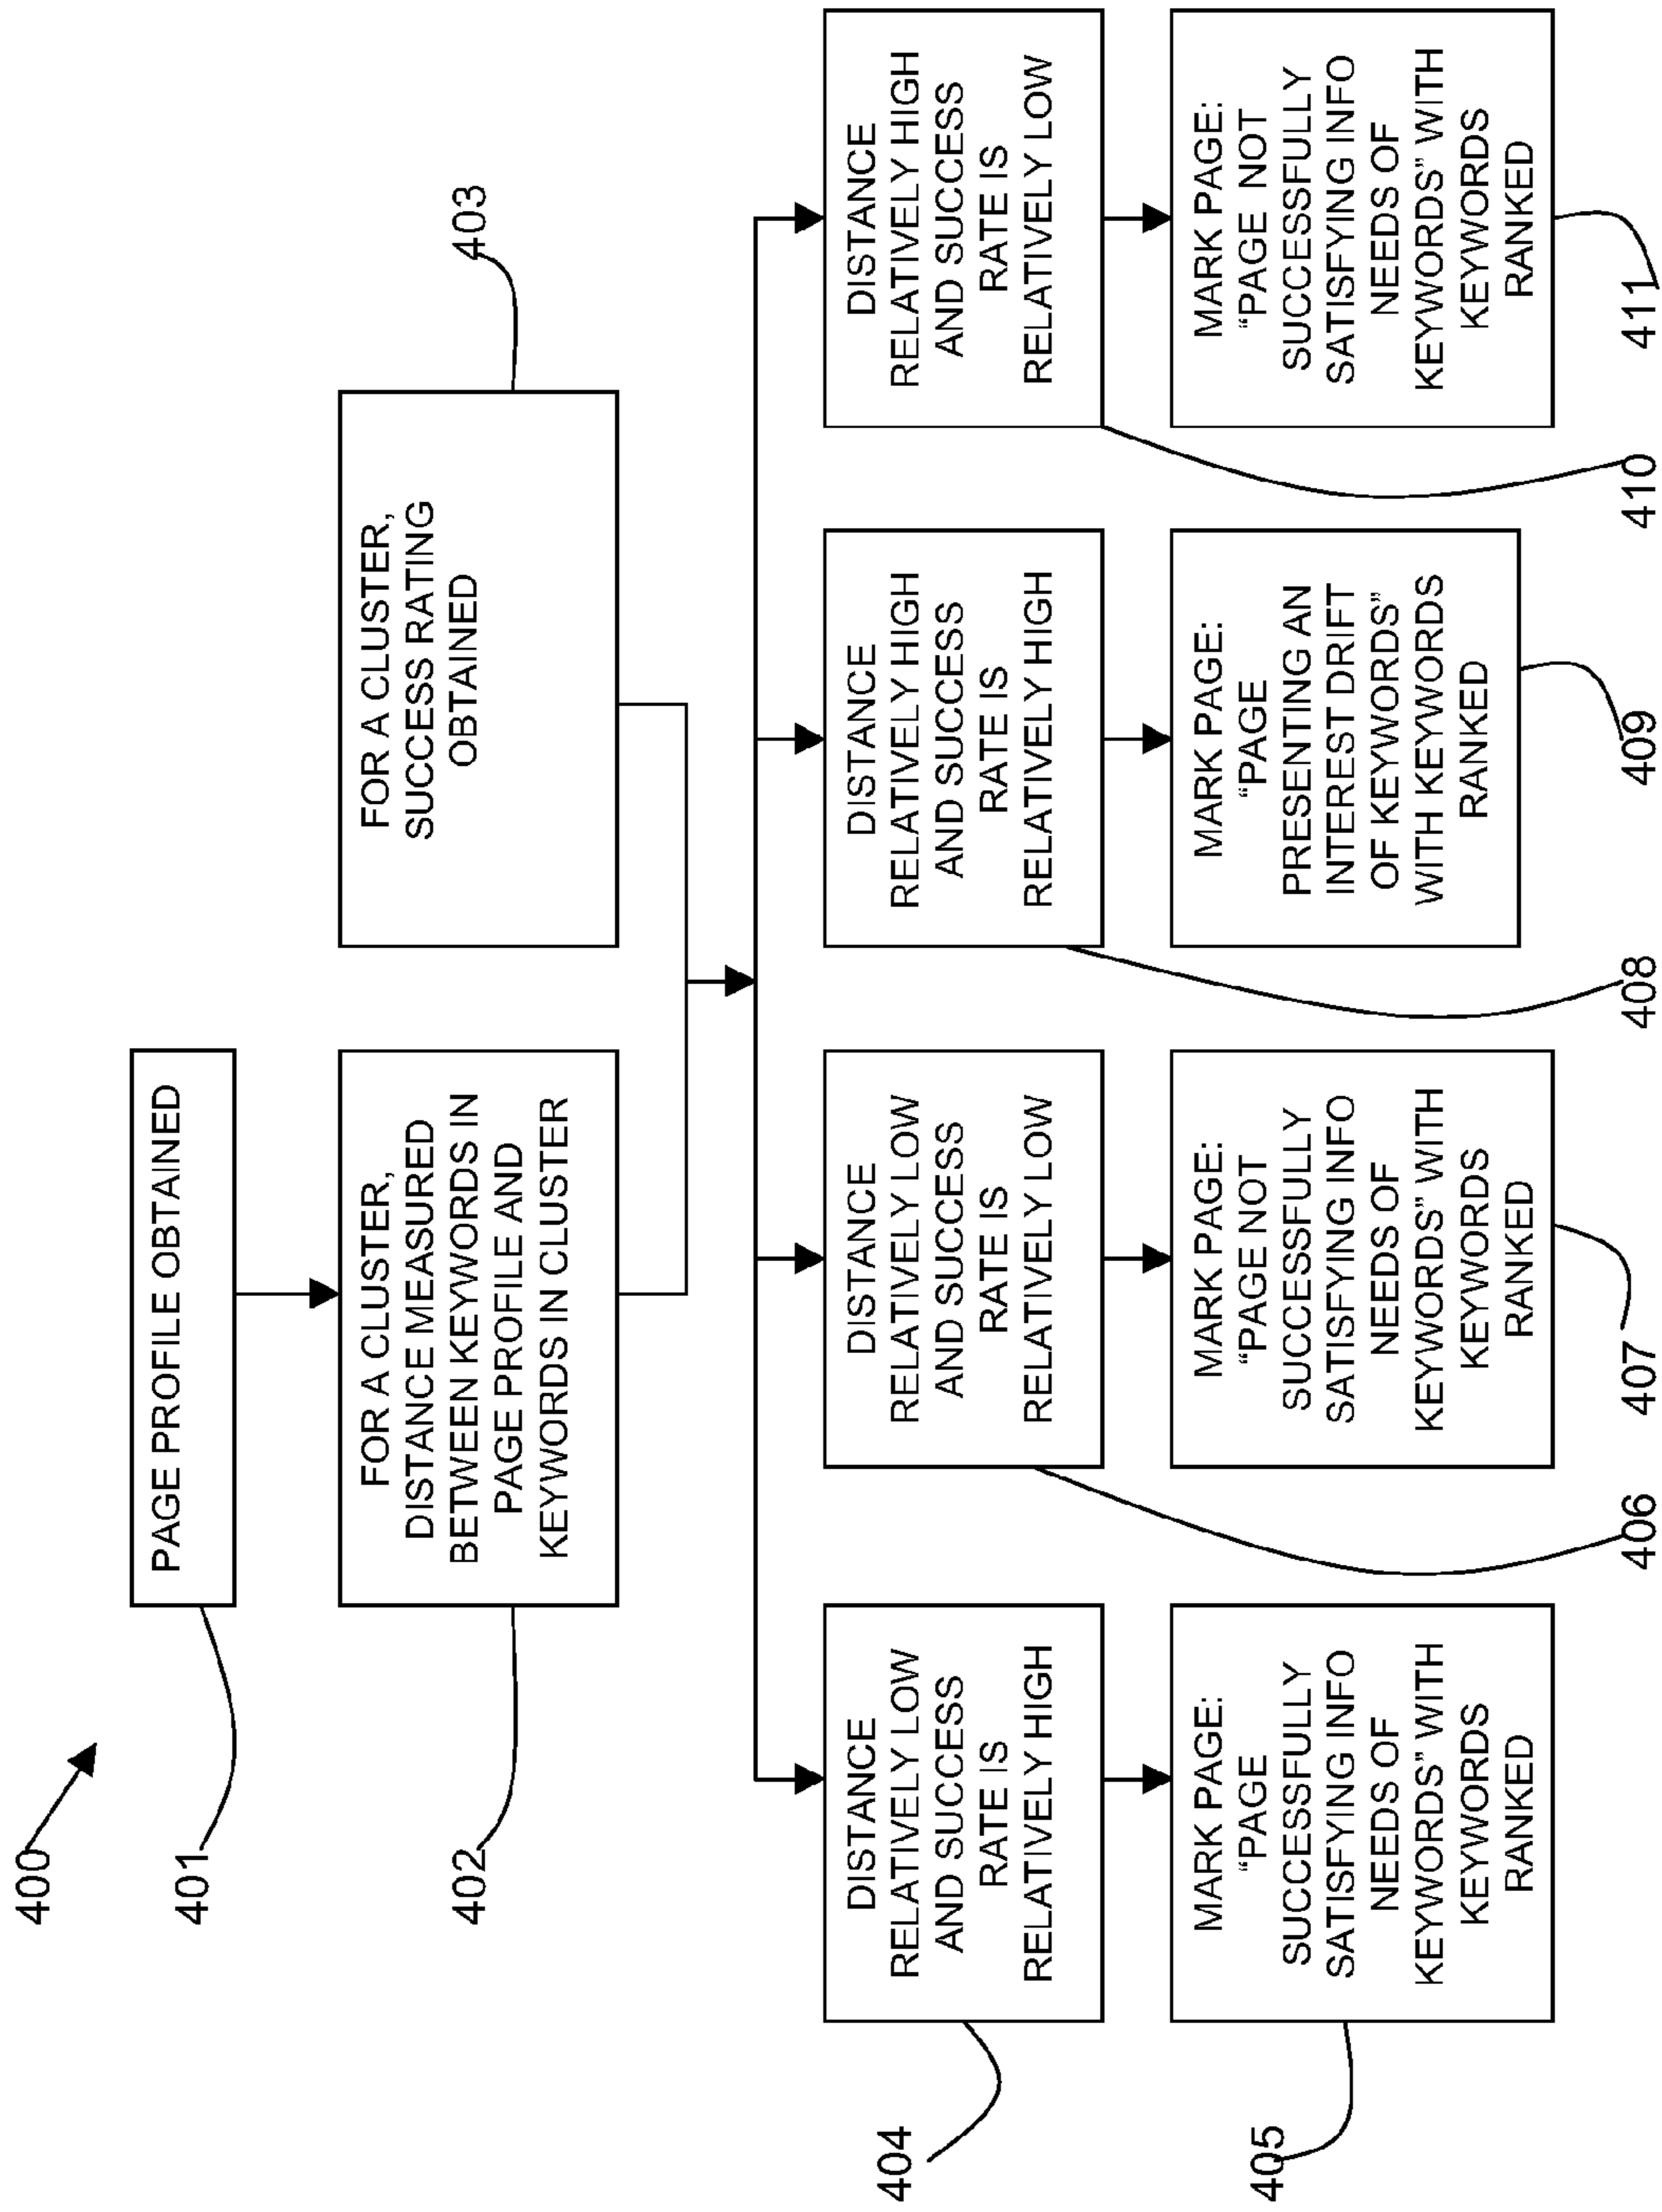 400
401
PAGE PROFILE OBTAINED
402
FOR A CLUSTER,
DISTANCE MEASURED
BETWEEN KEYWORDS IN
PAGE PROFILE AND
KEYWORDS IN CLUSTER
403
FOR A CLUSTER,
SUCCESS RATING
OBTAINED
404
DISTANCE
RELATIVELY LOW
AND SUCCESS
RATE IS
RELATIVELY HIGH
DISTANCE
RELATIVELY LOW
AND SUCCESS
RATE IS
RELATIVELY LOW
DISTANCE
RELATIVELY HIGH
AND SUCCESS
RATE IS
RELATIVELY HIGH
DISTANCE
RELATIVELY HIGH
AND SUCCESS
RATE IS
RELATIVELY LOW
405
MARK PAGE:
“PAGE
SUCCESSFULLY
SATISFYING INFO
NEEDS OF
KEYWORDS” WITH
KEYWORDS
RANKED
MARK PAGE:
“PAGE NOT
SUCCESSFULLY
SATISFYING INFO
NEEDS OF
KEYWORDS” WITH
KEYWORDS
RANKED
MARK PAGE:
“PAGE
PRESENTING AN
INTEREST DRIFT
OF KEYWORDS”
WITH KEYWORDS
RANKED
MARK PAGE:
“PAGE NOT
SUCCESSFULLY
SATISFYING INFO
NEEDS OF
KEYWORDS” WITH
KEYWORDS
RANKED
406
407
408
409
410
411